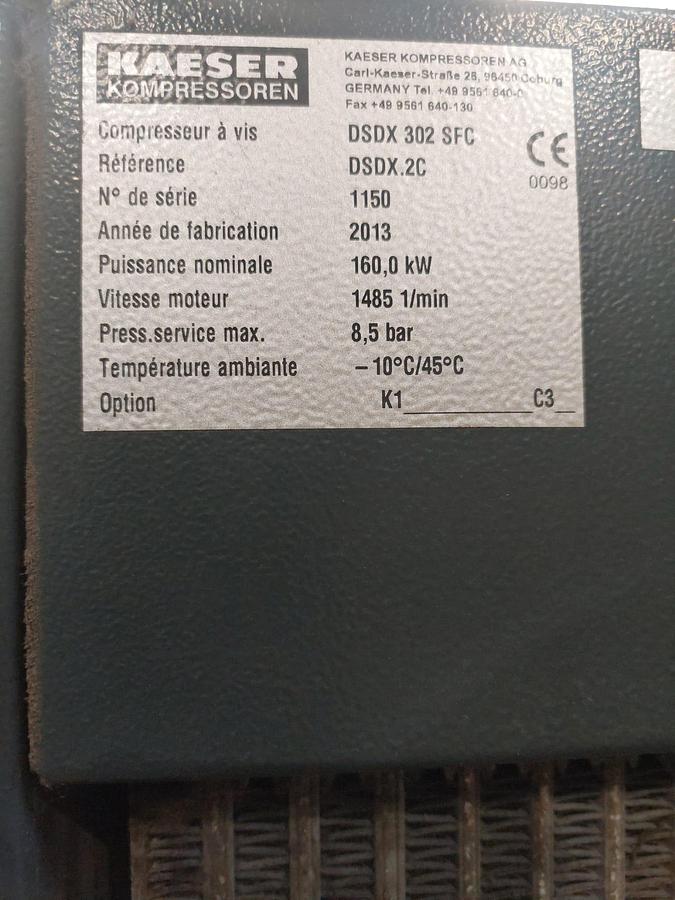 KAESER
KOMPRESSOREN
KAESER KOMPRESSOREN AG
Carl-Kaeser-Straße 26, 96450 Coburg
GERMANY Tel. +49 9561 640-0
Fax +49 9561 640-130
CE
0098
Compresseur à vis DSDX 302 SFC
Référence DSDX.2C
N° de série 1150
Année de fabrication 2013
Puissance nominale 160,0 kW
Vitesse moteur 1485 1/min
Press.service max. 8,5 bar
Température ambiante –10°C/45°C
Option K1____________C3__